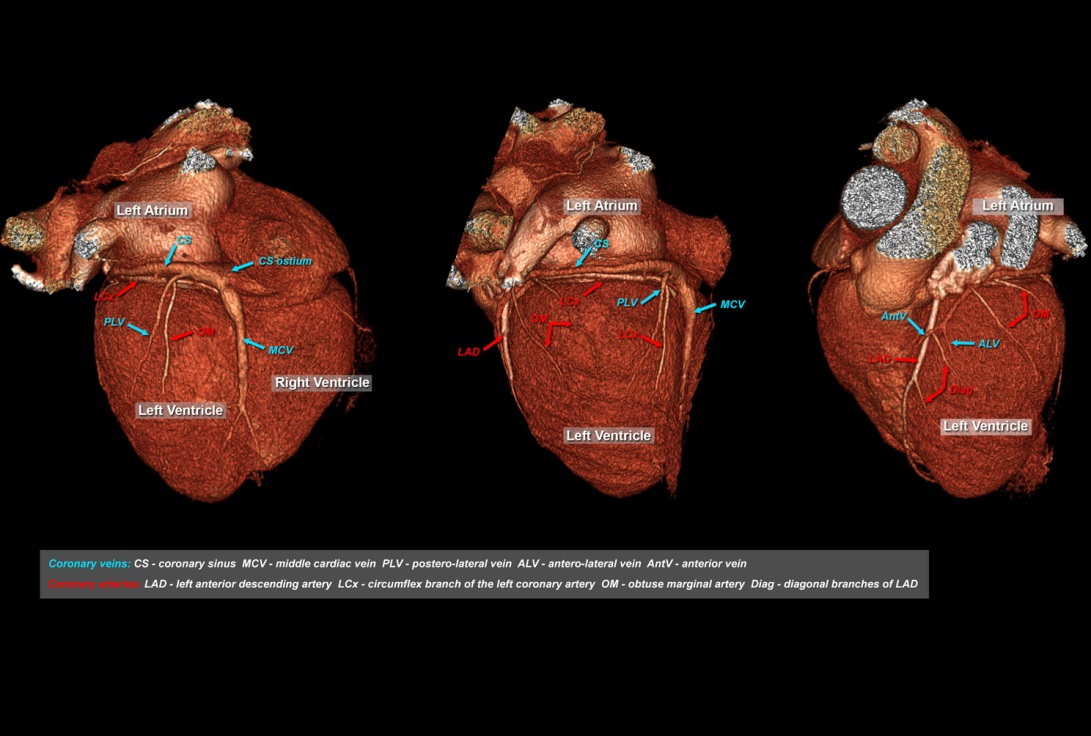 Left Atrium
CS
CS ostium
LCx
PLV
OM
MCV
Right Ventricle
Left Ventricle
Left Atrium
CS
LCx
PLV
MCV
OM
LCx
LAD
Left Ventricle
Left Atrium
AntV
OM
ALV
LAD
Diag
Left Ventricle
Coronary veins: CS - coronary sinus MCV - middle cardiac vein PLV - postero-lateral vein ALV - antero-lateral vein AntV - anterior vein
Coronary arteries: LAD - left anterior descending artery LCx - circumflex branch of the left coronary artery OM - obtuse marginal artery Diag - diagonal branches of LAD